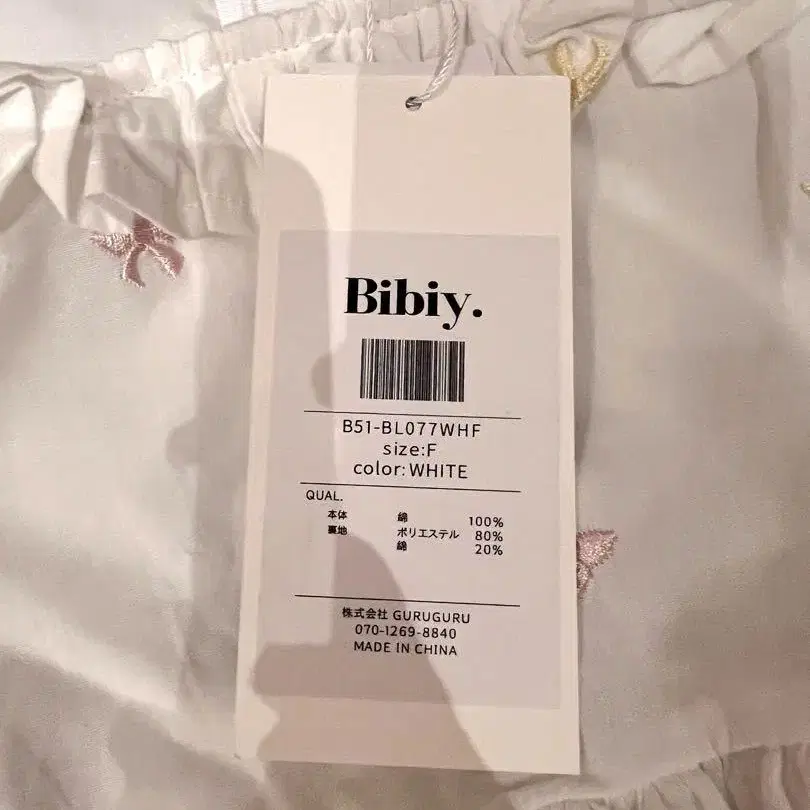 Bibiy.
B51-BL077WHF
size:F
color:WHITE
QUAL.
本体 綿 100%
裏地 ポリエステル 80%
綿 20%
株式会社 GURUGURU
070-1269-8840
MADE IN CHINA